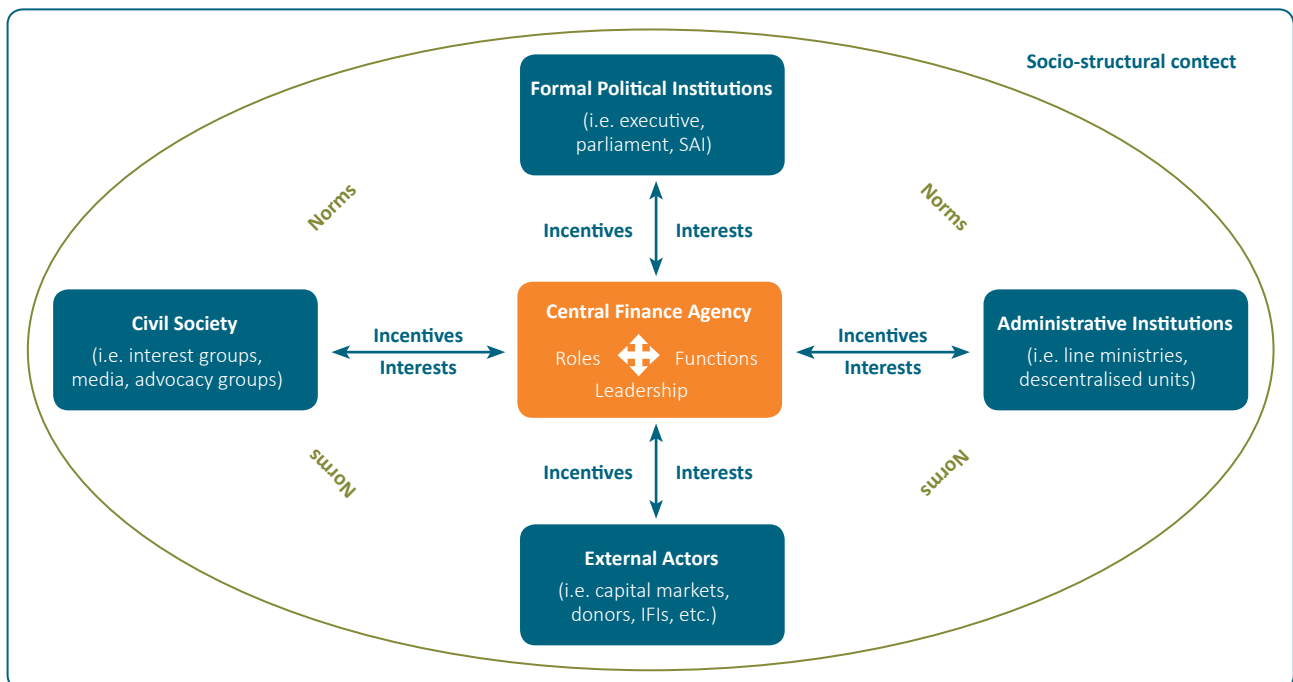 Socio-structural contect
Formal Political Institutions
(i.e. executive,
parliament, SAI)
Norms
Norms
Incentives
Interests
Civil Society
(i.e. interest groups,
media, advocacy groups)
Incentives
Interests
Central Finance Agency
Roles
Functions
Leadership
Incentives
Interests
Administrative Institutions
(i.e. line ministries,
descentralised units)
Norms
Norms
Incentives
Interests
External Actors
(i.e. capital markets,
donors, IFIs, etc.)